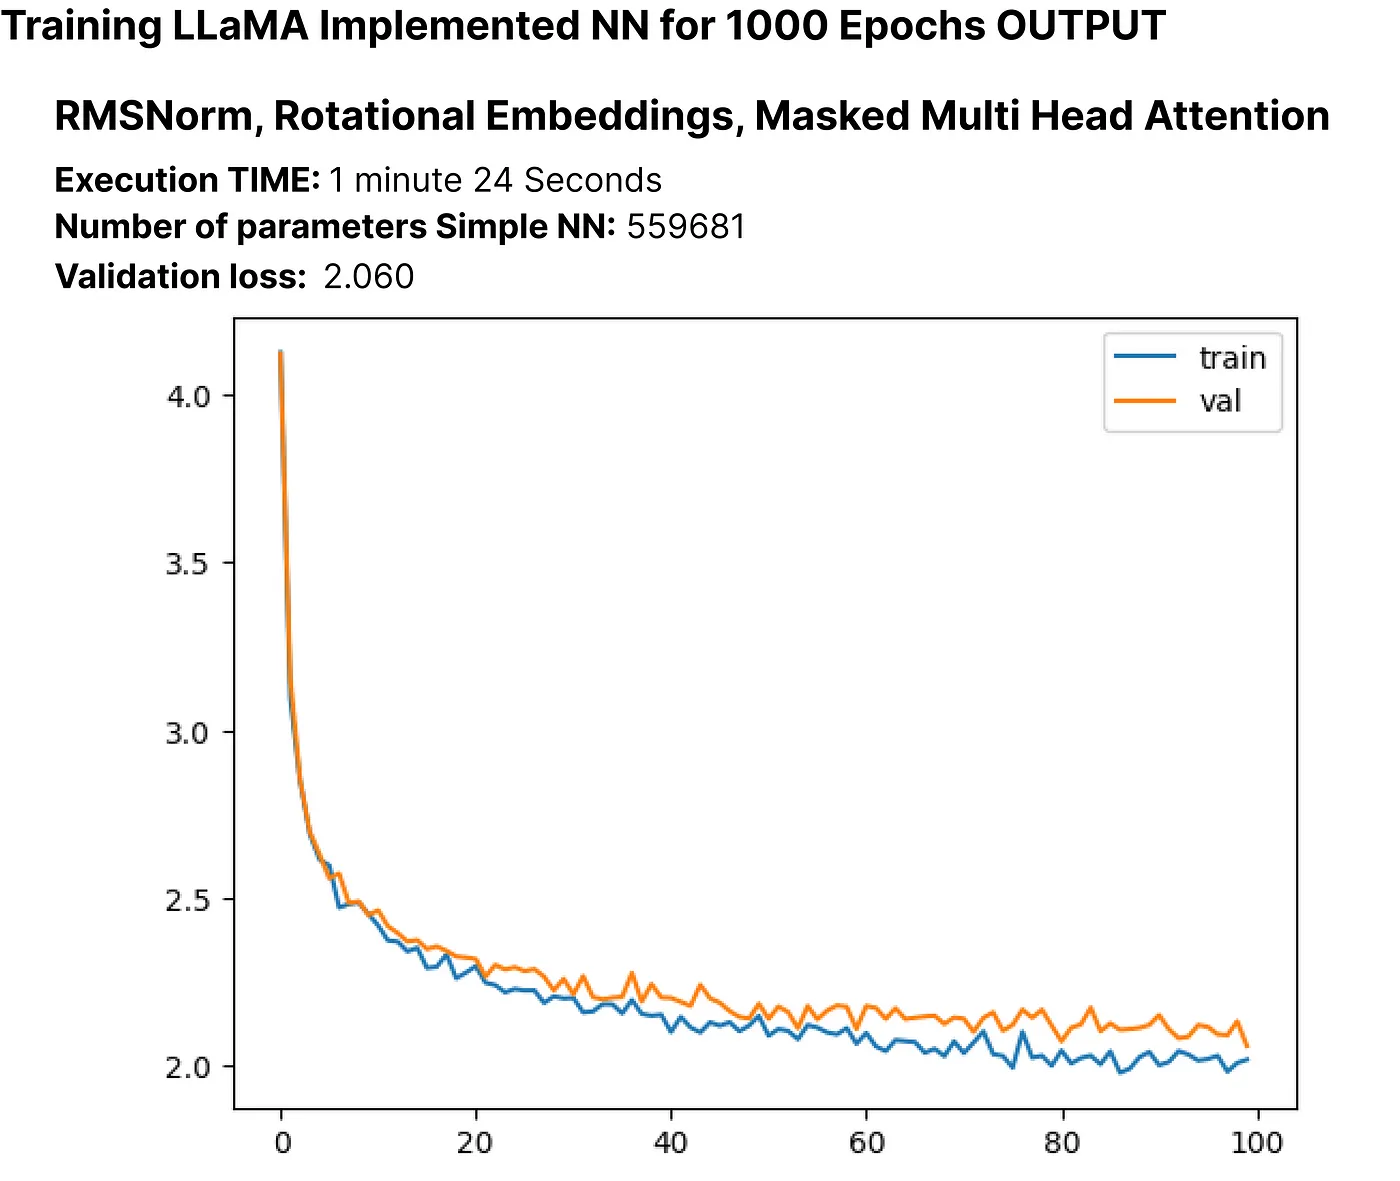 Training LLaMA Implemented NN for 1000 Epochs OUTPUT
RMSNorm, Rotational Embeddings, Masked Multi Head Attention
Execution TIME: 1 minute 24 Seconds
Number of parameters Simple NN: 559681
Validation loss: 2.060
train
val
4.0
3.5
3.0
2.5
2.0
0 20 40 60 80 100